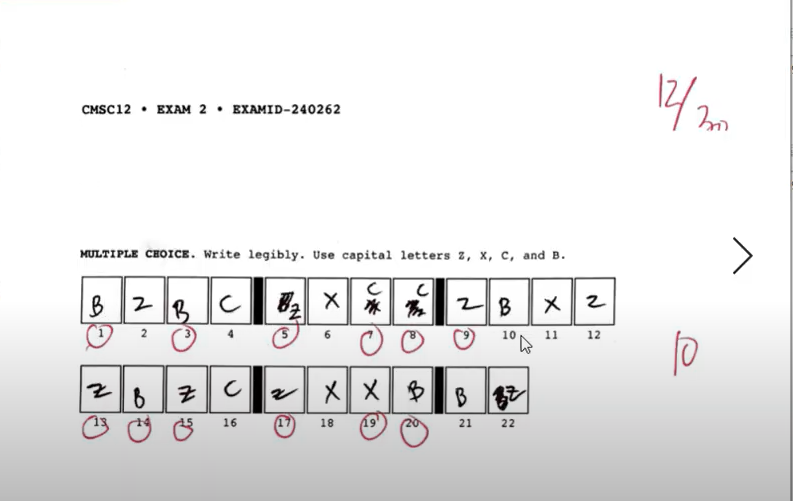 12/30
CMSC12 • EXAM 2 • EXAMID-240262
MULTIPLE CHOICE. Write legibly. Use capital letters Z, X, C, and B.
B Z B C Z X C C Z B X Z
1 2 3 4 5 6 7 8 9 10 11 12
10
Z B Z C Z X X B B Z
13 14 15 16 17 18 19 20 21 22